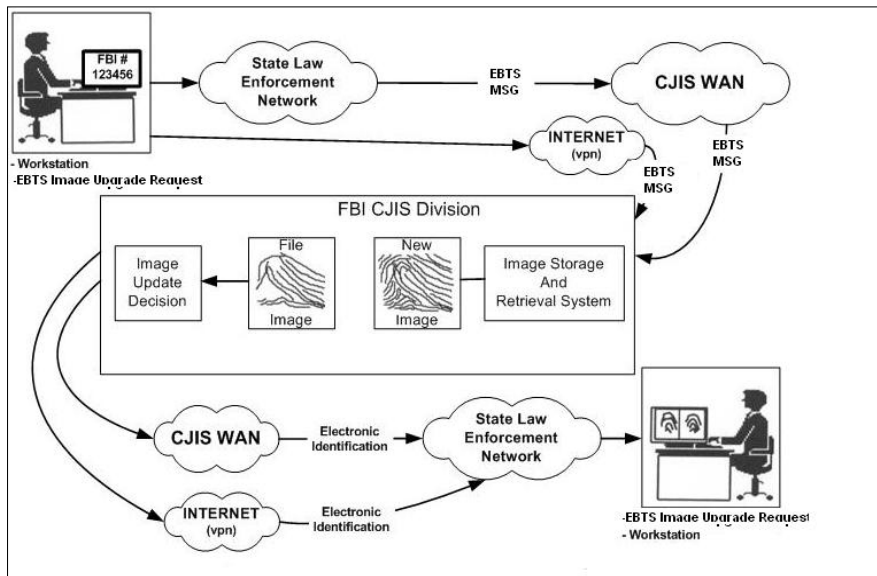 FBI #
123456
- Workstation
-EBTS Image Upgrade Request
State Law
Enforcement
Network
EBTS
MSG
CJIS WAN
INTERNET
(vpn)
EBTS
MSG
EBTS
MSG
FBI CJIS Division
Image
Update
Decision
File
Image
New
Image
Image Storage
And
Retrieval System
CJIS WAN
Electronic
Identification
State Law
Enforcement
Network
INTERNET
(vpn)
Electronic
Identification
-EBTS Image Upgrade Request
- Workstation